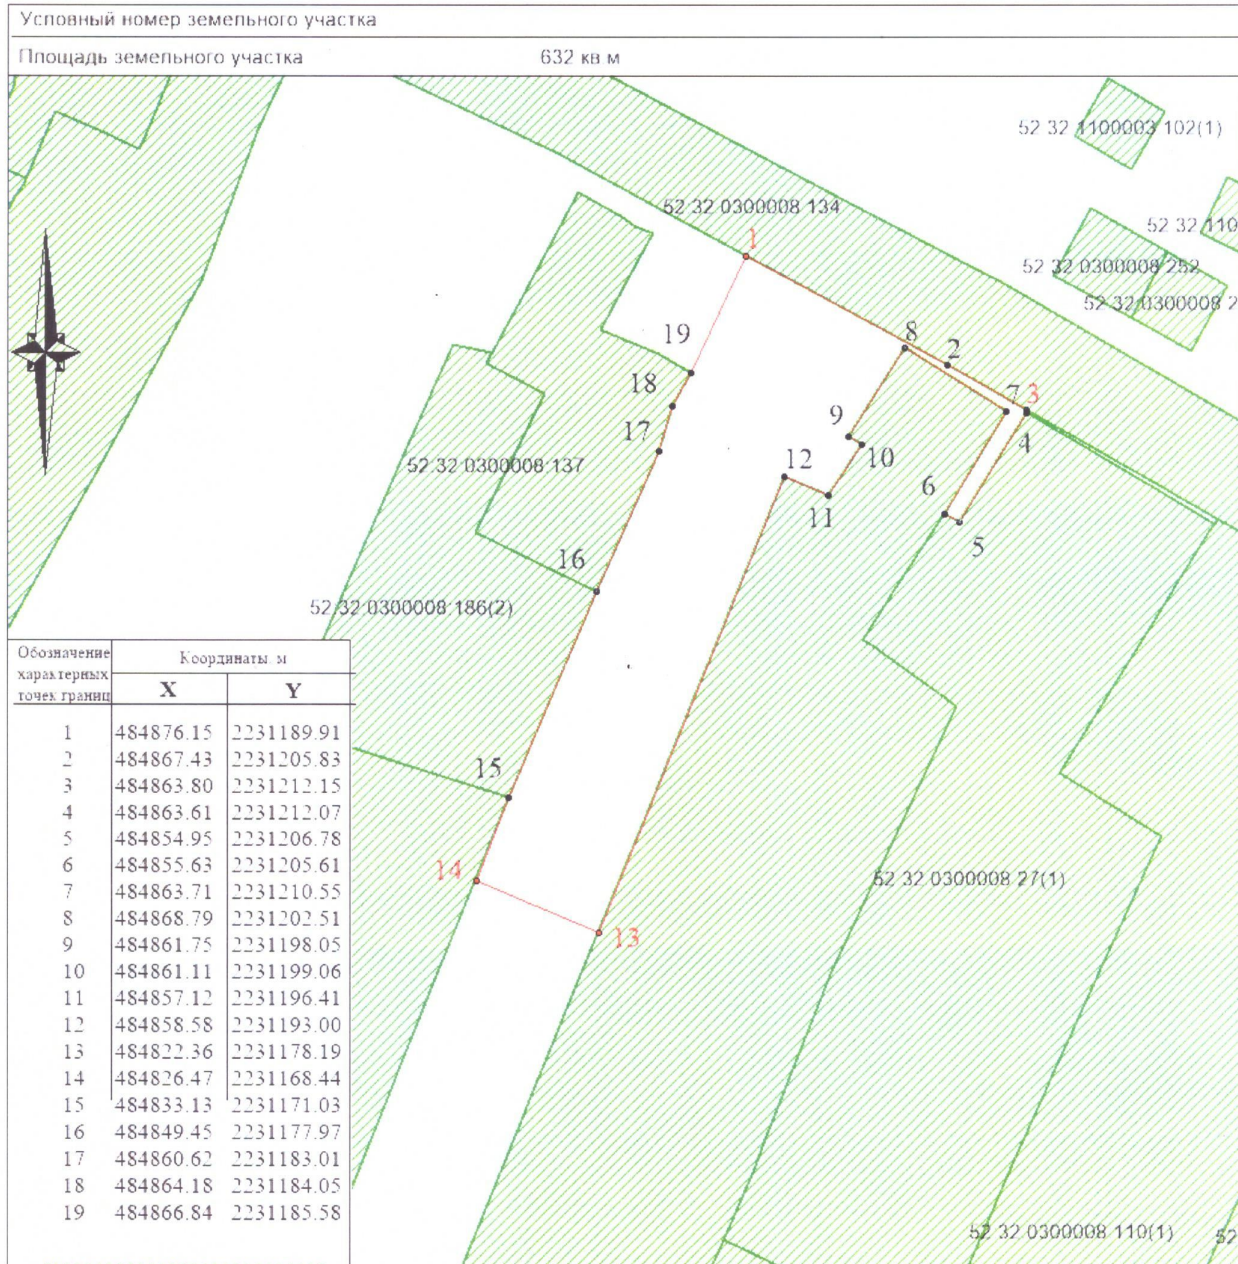 Условный номер земельного участка
Площадь земельного участка 632 кв м
52 32 1100003 102(1)
52 32 0300008 134
52 32 110
1
52 32 0300008 252
52 32 0300008 2
19
8
2
18
7
3
4
17
9
10
52 32 0300008 137
12
11
6
5
16
52 32 0300008 186(2)
Обозначение характерных точек границ
Координаты, м
X Y
1 484876.15 2231189.91
2 484867.43 2231205.83
3 484863.80 2231212.15
4 484863.61 2231212.07
5 484854.95 2231206.78
6 484855.63 2231205.61
7 484863.71 2231210.55
8 484868.79 2231202.51
9 484861.75 2231198.05
10 484861.11 2231199.06
11 484857.12 2231196.41
12 484858.58 2231193.00
13 484822.36 2231178.19
14 484826.47 2231168.44
15 484833.13 2231171.03
16 484849.45 2231177.97
17 484860.62 2231183.01
18 484864.18 2231184.05
19 484866.84 2231185.58
15
14
52 32 0300008 27(1)
13
52 32 0300008 110(1)
52